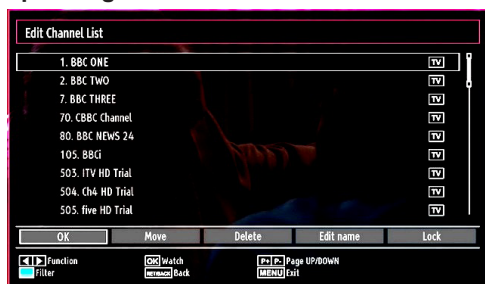 Edit Channel List
1. BBC ONE TV
2. BBC TWO TV
7. BBC THREE TV
70. CBBC Channel TV
80. BBC NEWS 24 TV
105. BBCi TV
503. ITV HD Trial TV
504. Ch4 HD Trial TV
505. five HD Trial TV
OK Move Delete Edit name Lock
Function OK Watch P+ P- Page UP/DOWN
Filter RET/BACK Back MENU Exit